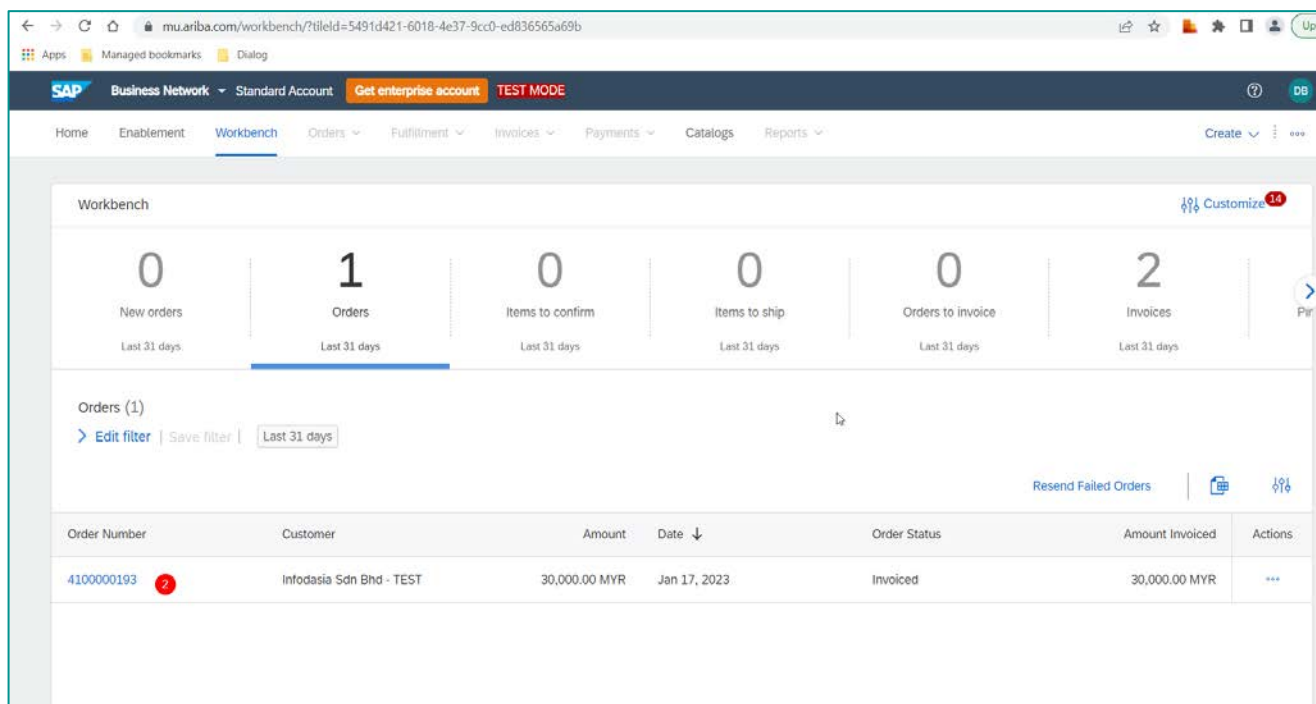 mu.ariba.com/workbench/?tileId=5491d421-6018-4e37-9cc0-ed836565a69b
Up
Apps Managed bookmarks Dialog
SAP Business Network Standard Account Get enterprise account TEST MODE DB
Home Enablement Workbench Orders Fulfillment Invoices Payments Catalogs Reports Create
Workbench Customize 14
0 1 0 0 0 2
New orders Orders Items to confirm Items to ship Orders to invoice Invoices Pin
Last 31 days Last 31 days Last 31 days Last 31 days Last 31 days Last 31 days
Orders (1)
Edit filter | Save filter | Last 31 days
Resend Failed Orders
Order Number Customer Amount Date ↓ Order Status Amount Invoiced Actions
4100000193 2 Infodasia Sdn Bhd - TEST 30,000.00 MYR Jan 17, 2023 Invoiced 30,000.00 MYR